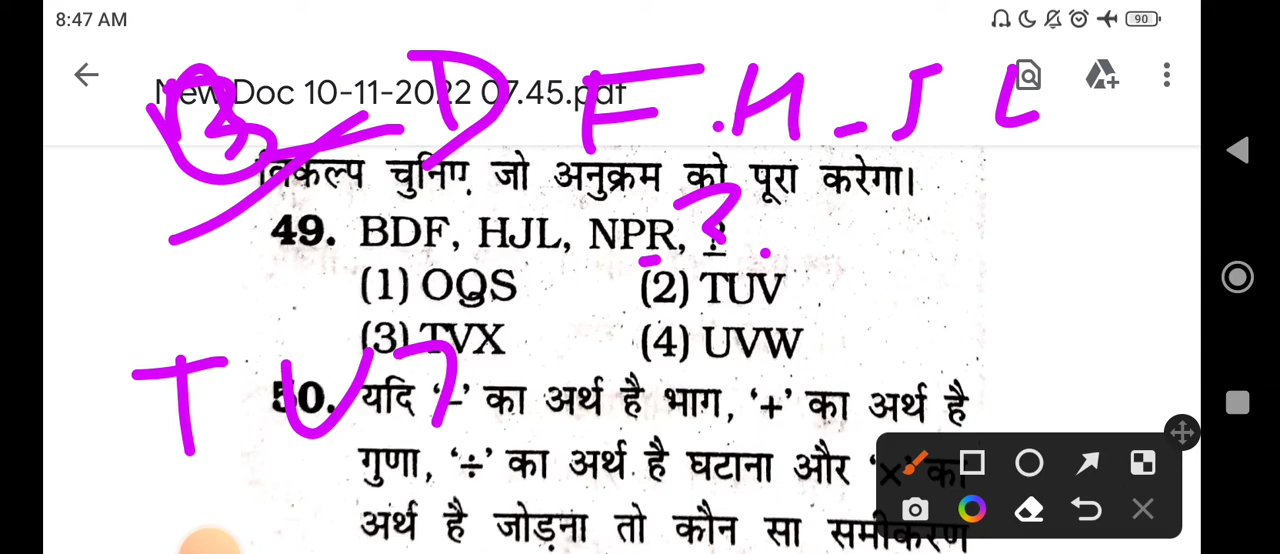 8:47 AM
90
New Doc 10-11-2022 07.45.pdf
B D F . H - J L
विकल्प चुनिए जो अनुक्रम को पूरा करेगा।
49. BDF, HJL, NPR, ?
(1) OQS (2) TUV
(3) TVX (4) UVW
T U
50. यदि ‘–’ का अर्थ है भाग, ‘+’ का अर्थ है
गुणा, ‘÷’ का अर्थ है घटाना और ‘×’ का
अर्थ है जोड़ना तो कौन सा समीकरण